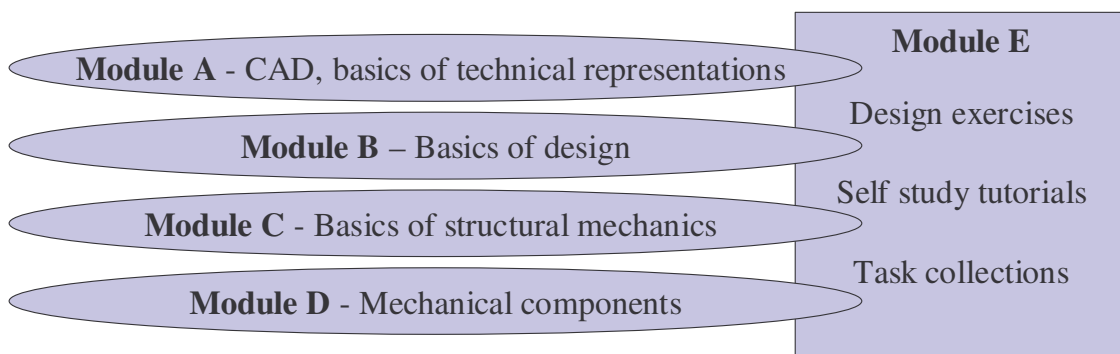 Module A - CAD, basics of technical representations
Module B – Basics of design
Module C - Basics of structural mechanics
Module D - Mechanical components
Module E
Design exercises
Self study tutorials
Task collections